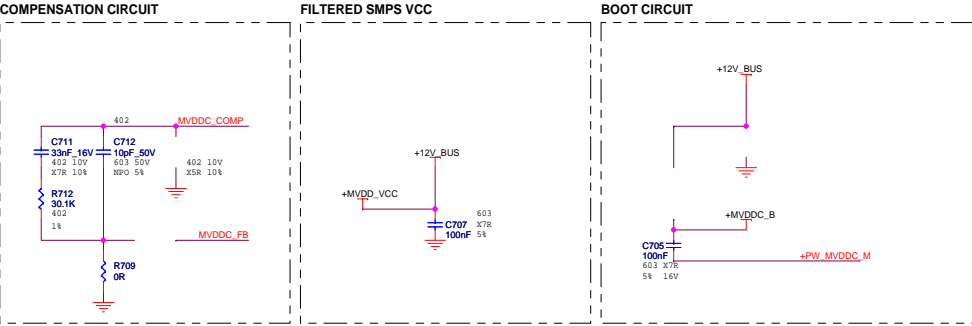 COMPENSATION CIRCUIT
402
MVDDC_COMP
C711
33nF_16V
402 10V
X7R 10%
C712
10pF_50V
603 50V
NPO 5%
402 10V
X5R 10%
R712
30.1K
402
1%
MVDDC_FB
R709
0R
FILTERED SMPS VCC
+12V_BUS
+MVDD_VCC
603
X7R
5%
C707
100nF
BOOT CIRCUIT
+12V_BUS
+MVDDC_B
C705
100nF
603 X7R
5% 16V
+PW_MVDDC_M